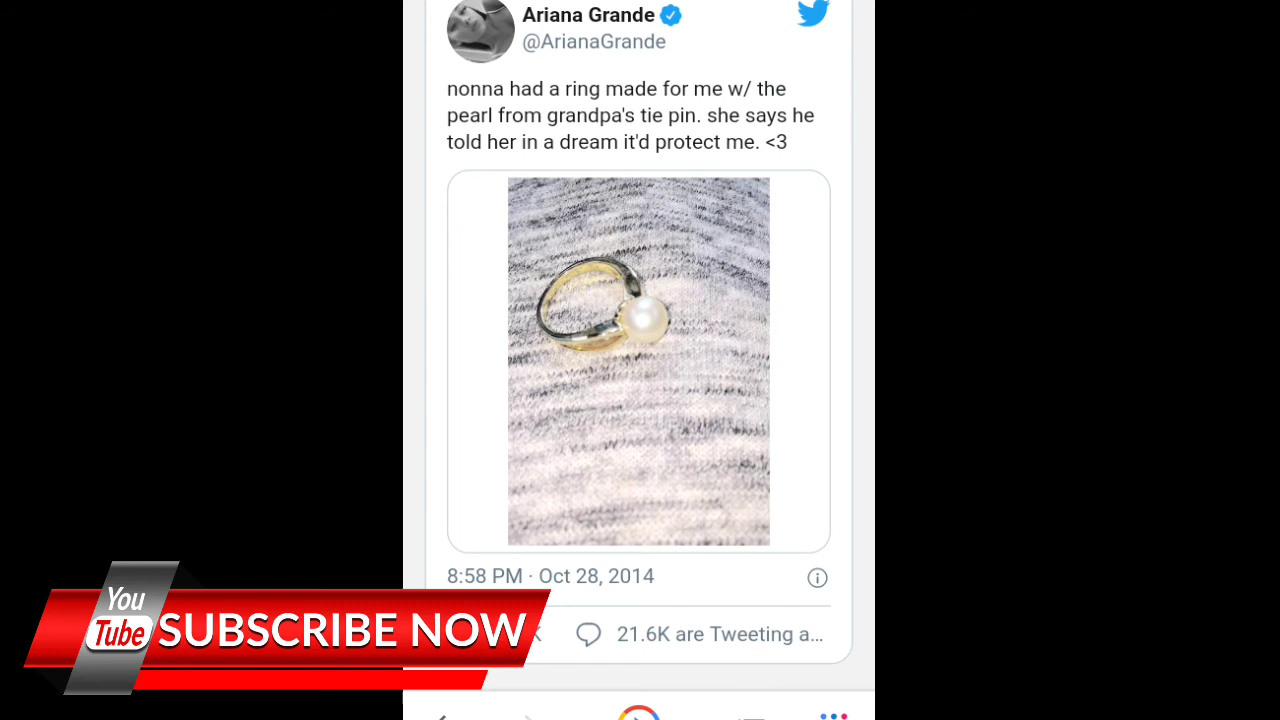 Ariana Grande
@ArianaGrande
nonna had a ring made for me w/ the
pearl from grandpa's tie pin. she says he
told her in a dream it'd protect me. <3
8:58 PM · Oct 28, 2014
K 21.6K are Tweeting a...
You
Tube
SUBSCRIBE NOW